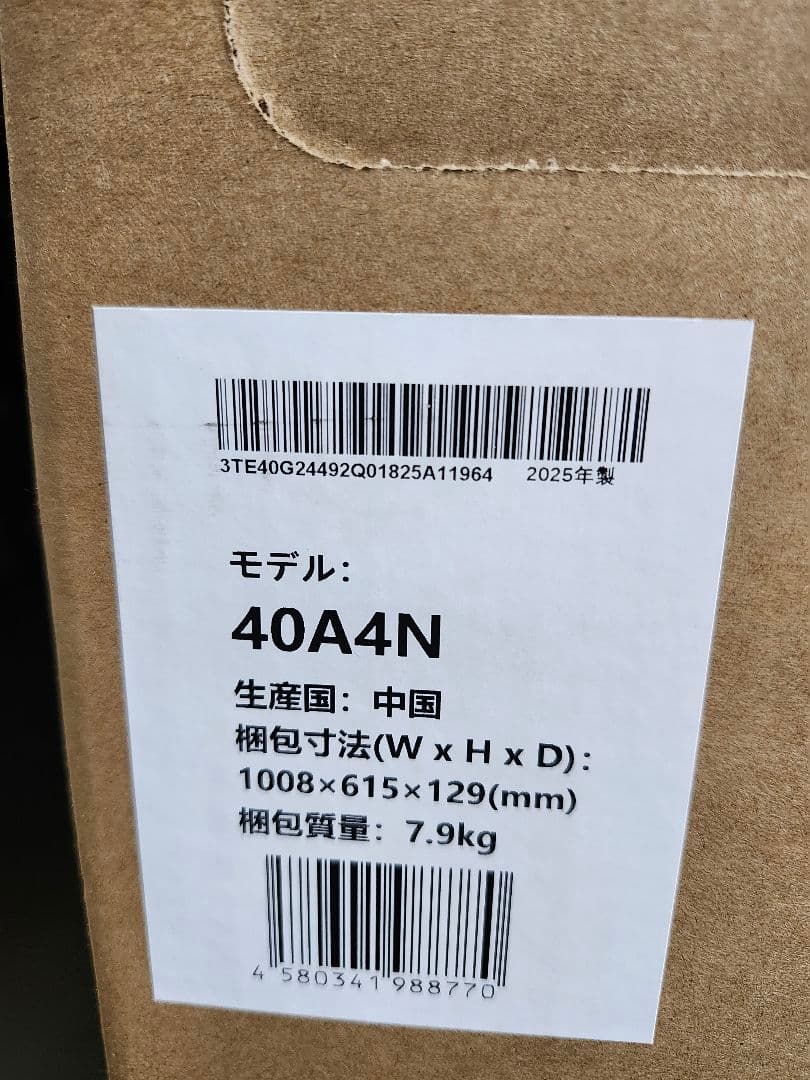 3TE40G24492Q01825A11964 2025年製
モデル:
40A4N
生産国: 中国
梱包寸法(W x H x D):
1008×615×129(mm)
梱包質量: 7.9kg
4 580341 988770